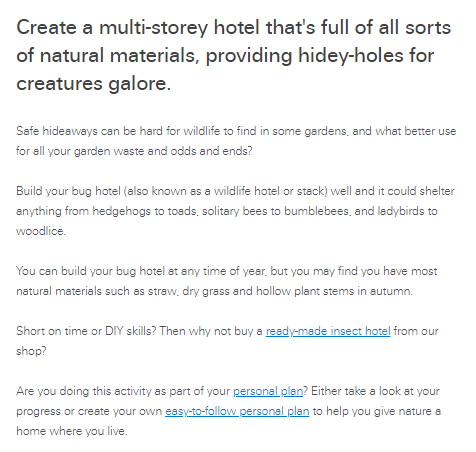 Create a multi-storey hotel that's full of all sorts
of natural materials, providing hidey-holes for
creatures galore.
Safe hideaways can be hard for wildlife to find in some gardens, and what better use
for all your garden waste and odds and ends?
Build your bug hotel (also known as a wildlife hotel or stack) well and it could shelter
anything from hedgehogs to toads, solitary bees to bumblebees, and ladybirds to
woodlice.
You can build your bug hotel at any time of year, but you may find you have most
natural materials such as straw, dry grass and hollow plant stems in autumn.
Short on time or DIY skills? Then why not buy a ready-made insect hotel from our
shop?
Are you doing this activity as part of your personal plan? Either take a look at your
progress or create your own easy-to-follow personal plan to help you give nature a
home where you live.